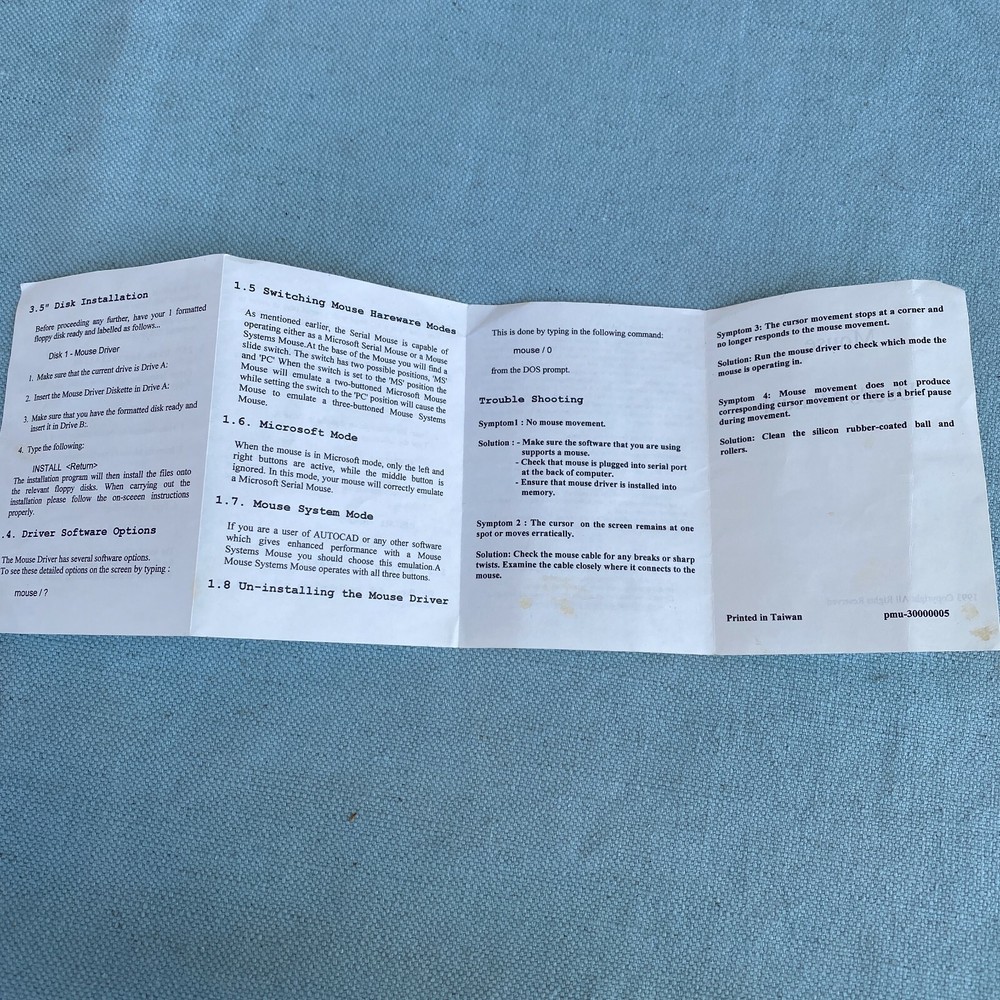 3.5" Disk Installation
Before proceeding any further, have your 1 formatted
floppy disk ready and labelled as follows...
Disk 1 - Mouse Driver
1. Make sure that the current drive is Drive A:
2. Insert the Mouse Driver Diskette in Drive A:
3. Make sure that you have the formatted disk ready and
insert it in Drive B:.
4. Type the following:
INSTALL <Return>
The installation program will then install the files onto
the relevant floppy disks. When carrying out the
installation please follow the on-sceeen instructions
properly.
.4. Driver Software Options
The Mouse Driver has several software options.
To see these detailed options on the screen by typing :
mouse / ?
1.5 Switching Mouse Hareware Modes
As mentioned earlier, the Serial Mouse is capable of
operating either as a Microsoft Serial Mouse or a Mouse
Systems Mouse.At the base of the Mouse you will find a
slide switch. The switch has two possible positions, 'MS'
and 'PC' When the switch is set to the 'MS' position the
Mouse will emulate a two-buttoned Microsoft Mouse
while setting the switch to the 'PC' position will cause the
Mouse to emulate a three-buttoned Mouse Systems
Mouse.
1.6. Microsoft Mode
When the mouse is in Microsoft mode, only the left and
right buttons are active, while the middle button is
ignored. In this mode, your mouse will correctly emulate
a Microsoft Serial Mouse.
1.7. Mouse System Mode
If you are a user of AUTOCAD or any other software
which gives enhanced performance with a Mouse
Systems Mouse you should choose this emulation.A
Mouse Systems Mouse operates with all three buttons.
1.8 Un-installing the Mouse Driver
This is done by typing in the following command:
mouse / 0
from the DOS prompt.
Trouble Shooting
Symptom1 : No mouse movement.
Solution : - Make sure the software that you are using
supports a mouse.
- Check that mouse is plugged into serial port
at the back of computer.
- Ensure that mouse driver is installed into
memory.
Symptom 2 : The cursor on the screen remains at one
spot or moves erratically.
Solution: Check the mouse cable for any breaks or sharp
twists. Examine the cable closely where it connects to the
mouse.
Symptom 3: The cursor movement stops at a corner and
no longer responds to the mouse movement.
Solution: Run the mouse driver to check which mode the
mouse is operating in.
Symptom 4: Mouse movement does not produce
corresponding cursor movement or there is a brief pause
during movement.
Solution: Clean the silicon rubber-coated ball and
rollers.
Printed in Taiwan pmu-30000005